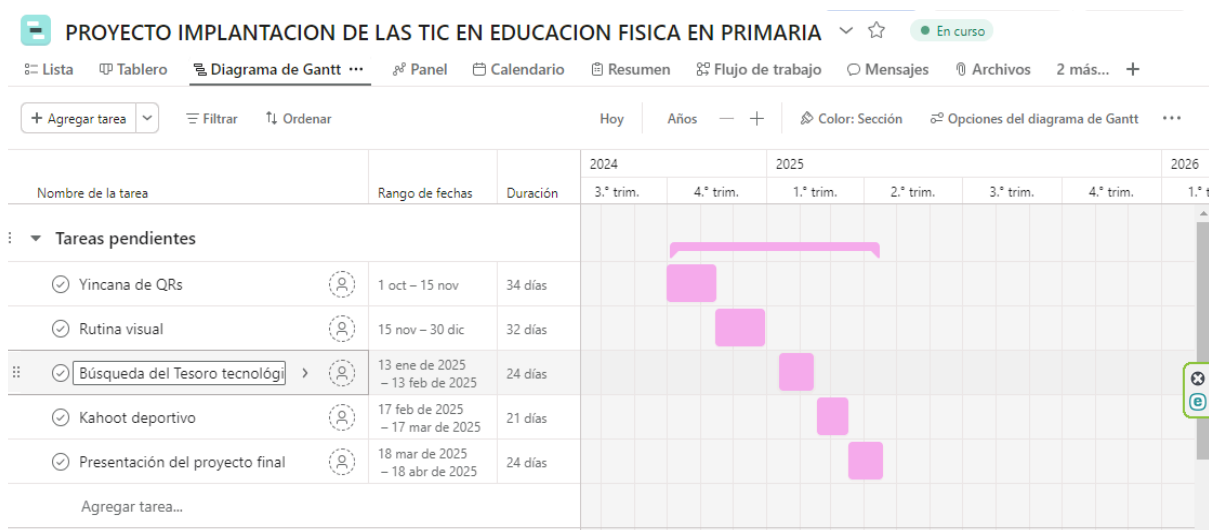 PROYECTO IMPLANTACION DE LAS TIC EN EDUCACION FISICA EN PRIMARIA En curso
Lista Tablero Diagrama de Gantt ··· Panel Calendario Resumen Flujo de trabajo Mensajes Archivos 2 más... +
+ Agregar tarea Filtrar Ordenar Hoy Años — + Color: Sección Opciones del diagrama de Gantt ···
2024 2025 2026
Nombre de la tarea Rango de fechas Duración 3.° trim. 4.° trim. 1.° trim. 2.° trim. 3.° trim. 4.° trim. 1.° t
Tareas pendientes
Yincana de QRs 1 oct – 15 nov 34 días
Rutina visual 15 nov – 30 dic 32 días
Búsqueda del Tesoro tecnológi 13 ene de 2025
– 13 feb de 2025 24 días
Kahoot deportivo 17 feb de 2025
– 17 mar de 2025 21 días
Presentación del proyecto final 18 mar de 2025
– 18 abr de 2025 24 días
Agregar tarea...